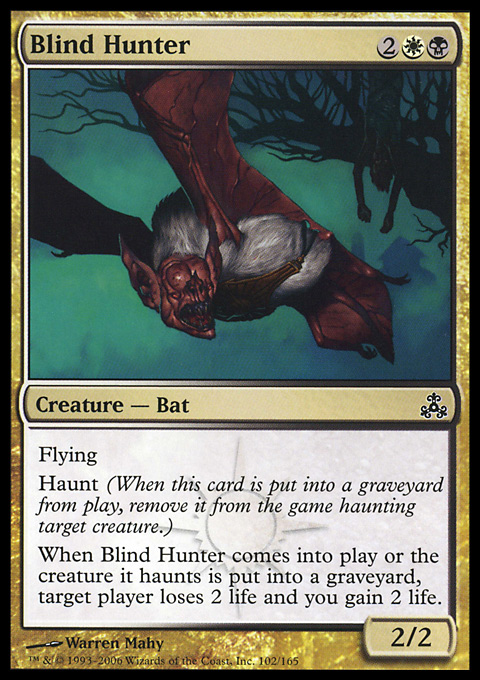 Blind Hunter 2
Creature — Bat
Flying
Haunt (When this card is put into a graveyard
from play, remove it from the game haunting
target creature.)
When Blind Hunter comes into play or the
creature it haunts is put into a graveyard,
target player loses 2 life and you gain 2 life.
Warren Mahy
2/2
™ & © 1993–2006 Wizards of the Coast, Inc. 102/165